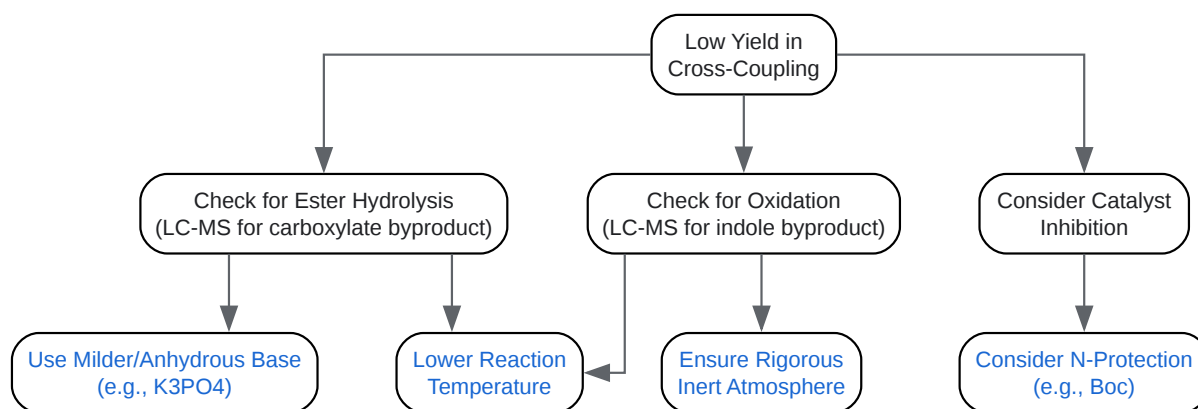 Low Yield in
Cross-Coupling
Check for Ester Hydrolysis
(LC-MS for carboxylate byproduct)
Check for Oxidation
(LC-MS for indole byproduct)
Consider Catalyst
Inhibition
Use Milder/Anhydrous Base
(e.g., K3PO4)
Lower Reaction
Temperature
Ensure Rigorous
Inert Atmosphere
Consider N-Protection
(e.g., Boc)